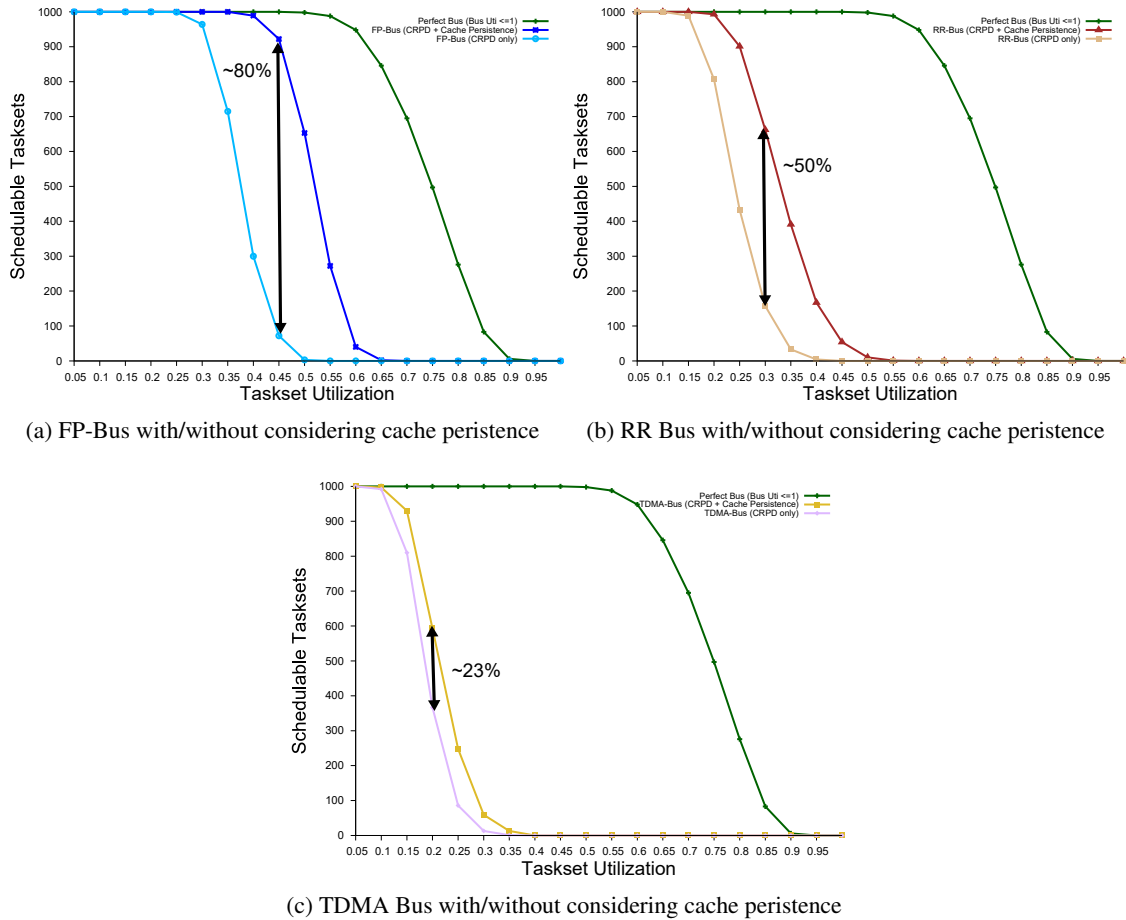 Perfect Bus (Bus Uti <=1)
FP-Bus (CRPD + Cache Persistence)
FP-Bus (CRPD only)
~80%
Schedulable Tasksets
1000
900
800
700
600
500
400
300
200
100
0
0.05 0.1 0.15 0.2 0.25 0.3 0.35 0.4 0.45 0.5 0.55 0.6 0.65 0.7 0.75 0.8 0.85 0.9 0.95
Taskset Utilization
(a) FP-Bus with/without considering cache peristence
Perfect Bus (Bus Uti <=1)
RR-Bus (CRPD + Cache Persistence)
RR-Bus (CRPD only)
~50%
Schedulable Tasksets
1000
900
800
700
600
500
400
300
200
100
0
0.05 0.1 0.15 0.2 0.25 0.3 0.35 0.4 0.45 0.5 0.55 0.6 0.65 0.7 0.75 0.8 0.85 0.9 0.95
Taskset Utilization
(b) RR Bus with/without considering cache peristence
Perfect Bus (Bus Uti <=1)
TDMA-Bus (CRPD + Cache Persistence)
TDMA-Bus (CRPD only)
~23%
Schedulable Tasksets
1000
900
800
700
600
500
400
300
200
100
0
0.05 0.1 0.15 0.2 0.25 0.3 0.35 0.4 0.45 0.5 0.55 0.6 0.65 0.7 0.75 0.8 0.85 0.9 0.95
Taskset Utilization
(c) TDMA Bus with/without considering cache peristence